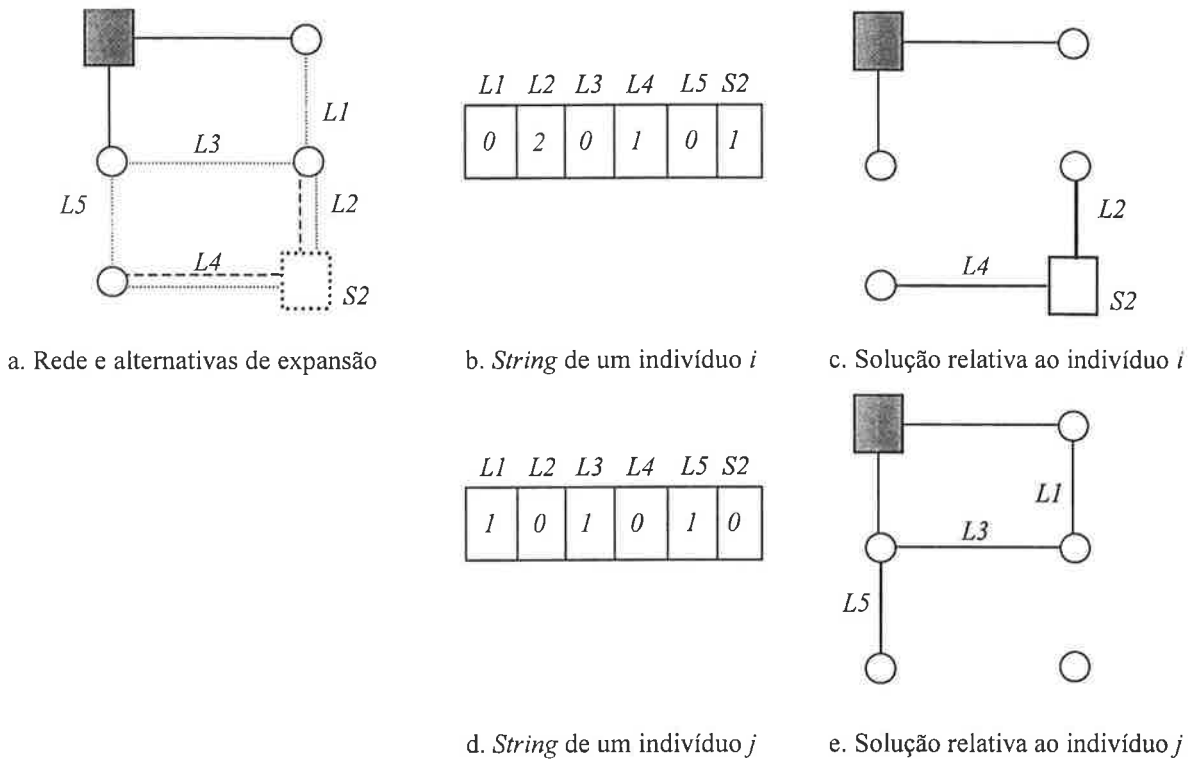 L1
L3
L5
L2
L4
S2
a. Rede e alternativas de expansão
L1 L2 L3 L4 L5 S2
0 2 0 1 0 1
b. String de um indivíduo i
L2
L4
S2
c. Solução relativa ao indivíduo i
L1 L2 L3 L4 L5 S2
1 0 1 0 1 0
d. String de um indivíduo j
L1
L3
L5
e. Solução relativa ao indivíduo j